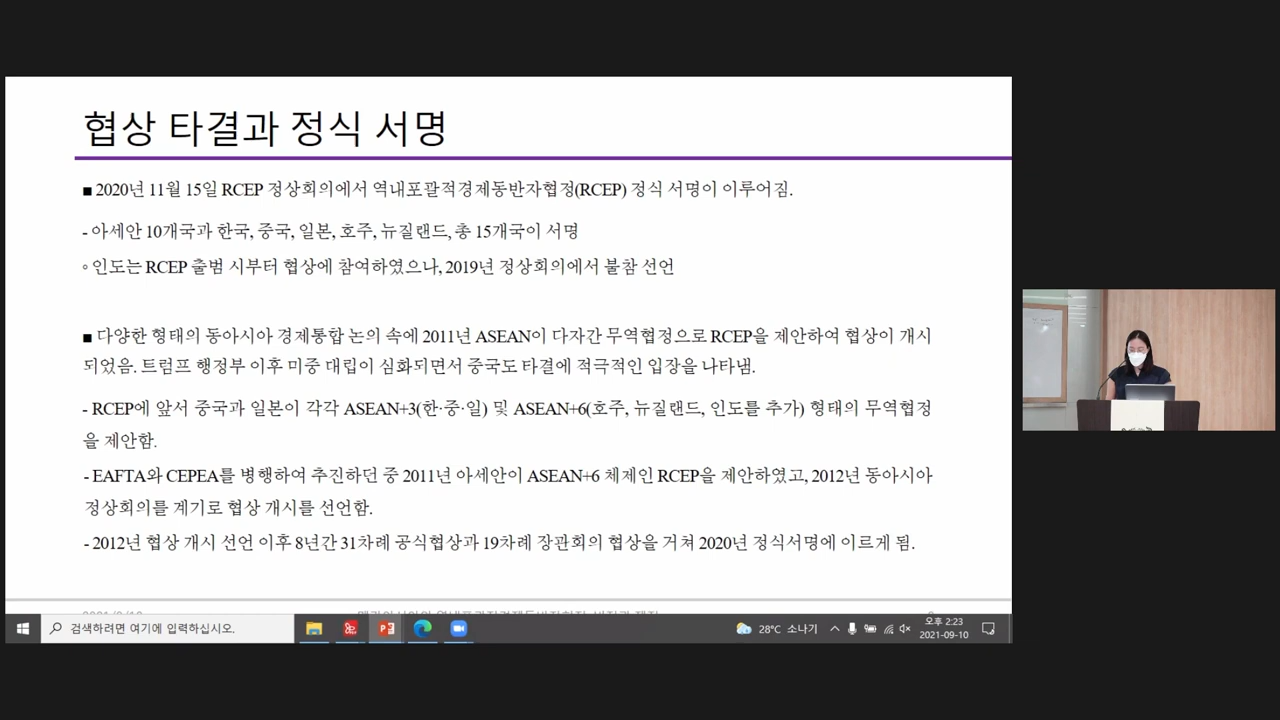 협상 타결과 정식 서명
■ 2020년 11월 15일 RCEP 정상회의에서 역내포괄적경제동반자협정(RCEP) 정식 서명이 이루어짐.
- 아세안 10개국과 한국, 중국, 일본, 호주, 뉴질랜드, 총 15개국이 서명
◦ 인도는 RCEP 출범 시부터 협상에 참여하였으나, 2019년 정상회의에서 불참 선언
■ 다양한 형태의 동아시아 경제통합 논의 속에 2011년 ASEAN이 다자간 무역협정으로 RCEP을 제안하여 협상이 개시
되었음. 트럼프 행정부 이후 미중 대립이 심화되면서 중국도 타결에 적극적인 입장을 나타냄.
- RCEP에 앞서 중국과 일본이 각각 ASEAN+3(한·중·일) 및 ASEAN+6(호주, 뉴질랜드, 인도를 추가) 형태의 무역협정
을 제안함.
- EAFTA와 CEPEA를 병행하여 추진하던 중 2011년 아세안이 ASEAN+6 체제인 RCEP을 제안하였고, 2012년 동아시아
정상회의를 계기로 협상 개시를 선언함.
- 2012년 협상 개시 선언 이후 8년간 31차례 공식협상과 19차례 장관회의 협상을 거쳐 2020년 정식서명에 이르게 됨.
검색하려면 여기에 입력하십시오.
28°C 소나기
오후 2:23
2021-09-10